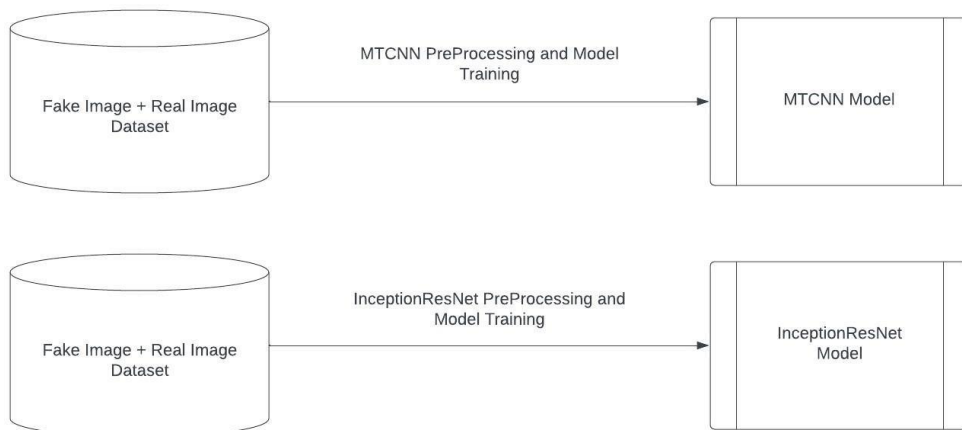 MTCNN PreProcessing and Model
Training
Fake Image + Real Image
Dataset
MTCNN Model
InceptionResNet PreProcessing and
Model Training
Fake Image + Real Image
Dataset
InceptionResNet
Model